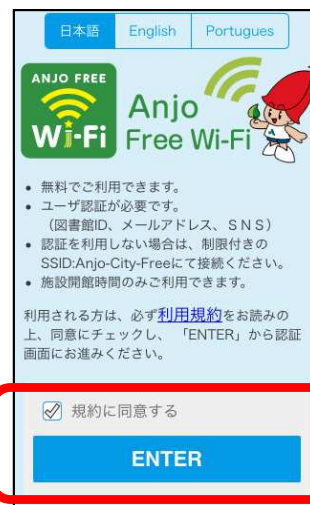 日本語 English Portugues
ANJO FREE
Wi-Fi
Anjo
Free Wi-Fi
• 無料でご利用できます。
• ユーザ認証が必要です。
（図書館ID、メールアドレス、ＳＮＳ）
• 認証を利用しない場合は、制限付きの
SSID:Anjo-City-Freeにて接続ください。
• 施設開館時間のみご利用できます。
利用される方は、必ず利用規約をお読みの
上、同意にチェックし、「ENTER」から認証
画面にお進みください。
規約に同意する
ENTER